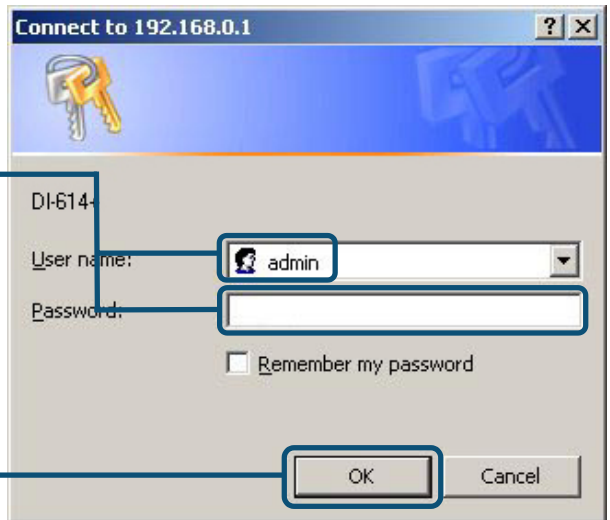 Connect to 192.168.0.1
DI-614+
User name:
admin
Password:
Remember my password
OK
Cancel